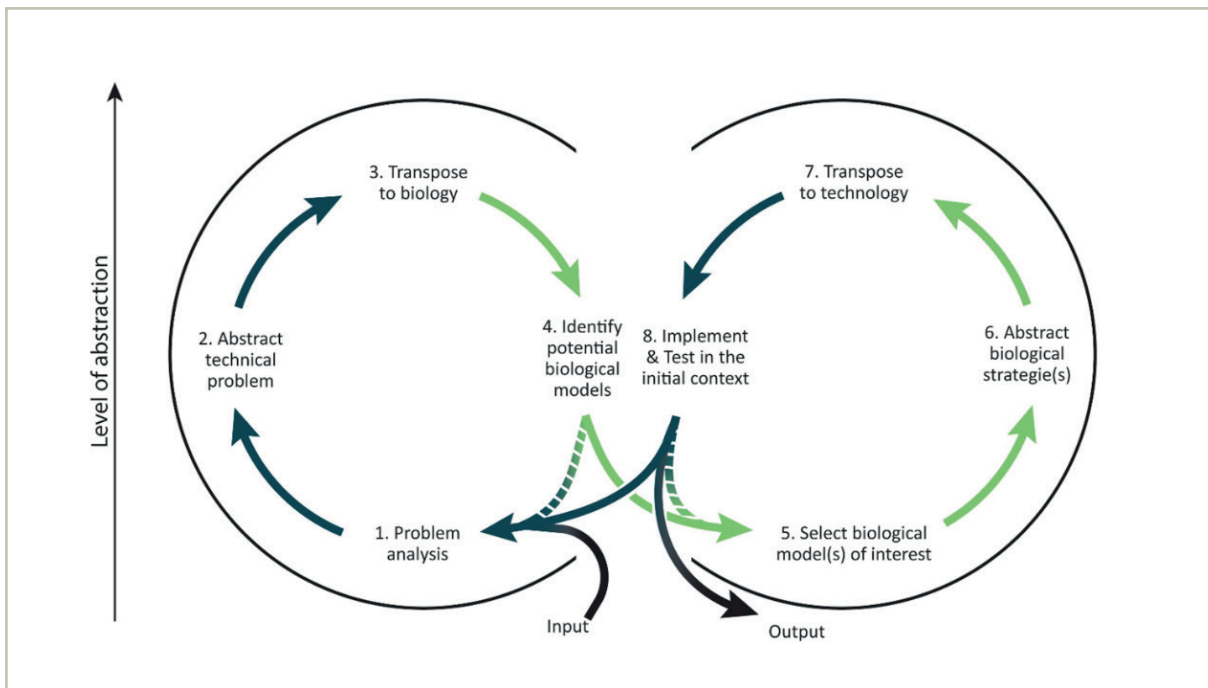 Level of abstraction
3. Transpose
to biology
7. Transpose
to technology
2. Abstract
technical
problem
4. Identify
potential
biological
models
8. Implement
& Test in the
initial context
6. Abstract
biological
strategie(s)
1. Problem
analysis
5. Select biological
model(s) of interest
Input
Output